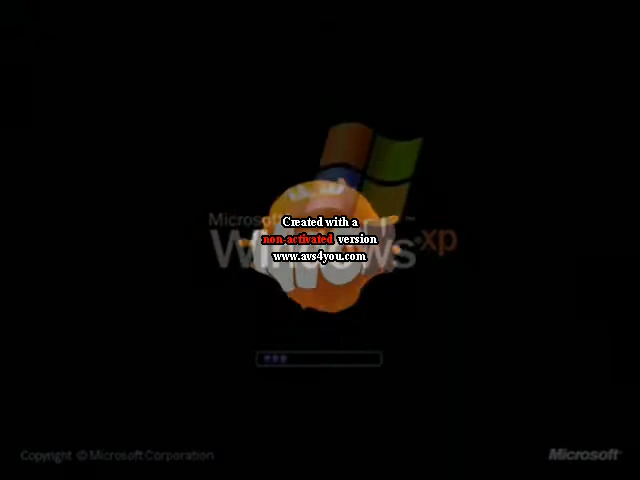 Microsoft
Created with a
non-activated version
Windows xp
www.avs4you.com
Copyright © Microsoft Corporation
Microsoft